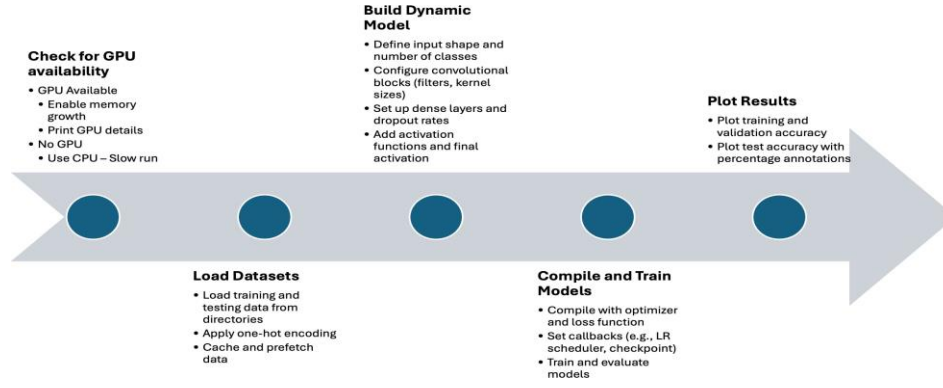 Check for GPU
availability
• GPU Available
• Enable memory
growth
• Print GPU details
• No GPU
• Use CPU – Slow run
Load Datasets
• Load training and
testing data from
directories
• Apply one-hot encoding
• Cache and prefetch
data
Build Dynamic
Model
• Define input shape and
number of classes
• Configure convolutional
blocks (filters, kernel
sizes)
• Set up dense layers and
dropout rates
• Add activation
functions and final
activation
Compile and Train
Models
• Compile with optimizer
and loss function
• Set callbacks (e.g., LR
scheduler, checkpoint)
• Train and evaluate
models
Plot Results
• Plot training and
validation accuracy
• Plot test accuracy with
percentage annotations